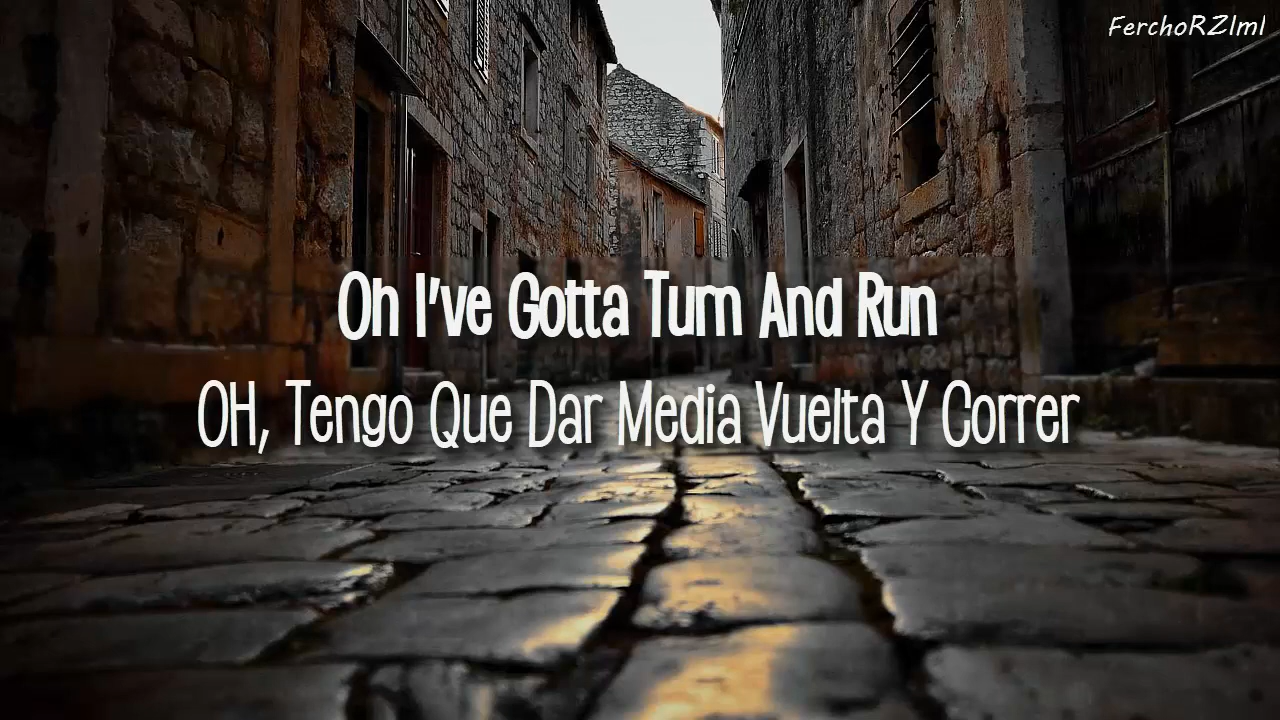 FerchoRZlml
Oh I've Gotta Turn And Run
OH, Tengo Que Dar Media Vuelta Y Correr